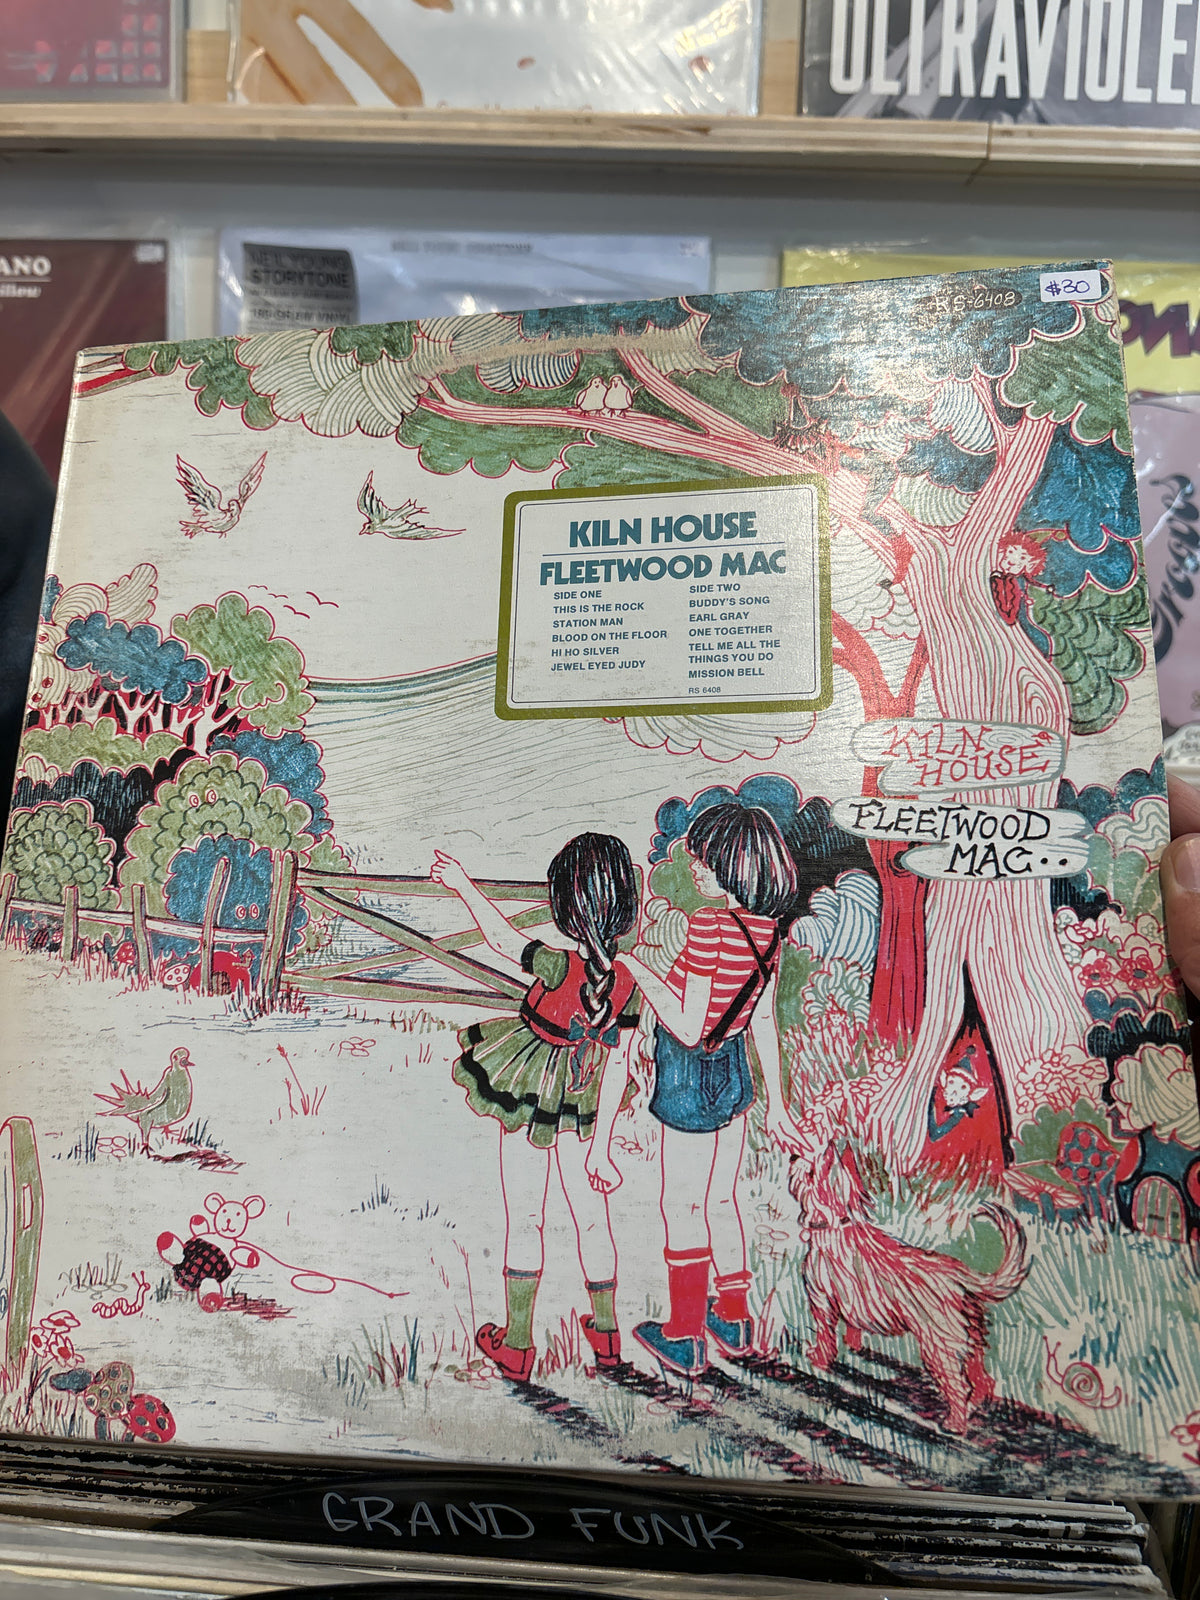 ULTRAVIOLE
ANO
illow
NEIL YOUNG
STORYTONE
RS-6408
$30
KILN HOUSE
FLEETWOOD MAC
SIDE ONE
THIS IS THE ROCK
STATION MAN
BLOOD ON THE FLOOR
HI HO SILVER
JEWEL EYED JUDY
SIDE TWO
BUDDY'S SONG
EARL GRAY
ONE TOGETHER
TELL ME ALL THE
THINGS YOU DO
MISSION BELL
RS 6408
KILN
HOUSE
FLEETWOOD
MAC..
GRAND FUNK